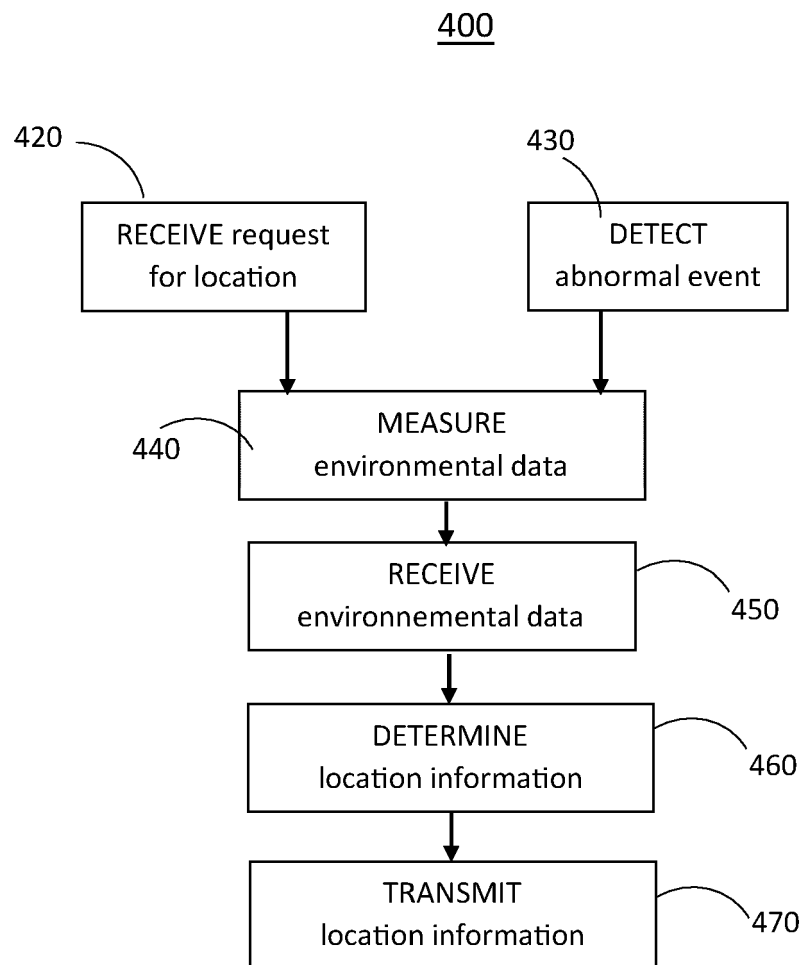 400
420
430
RECEIVE request
for location
DETECT
abnormal event
440
MEASURE
environmental data
RECEIVE
environnemental data
450
DETERMINE
location information
460
TRANSMIT
location information
470